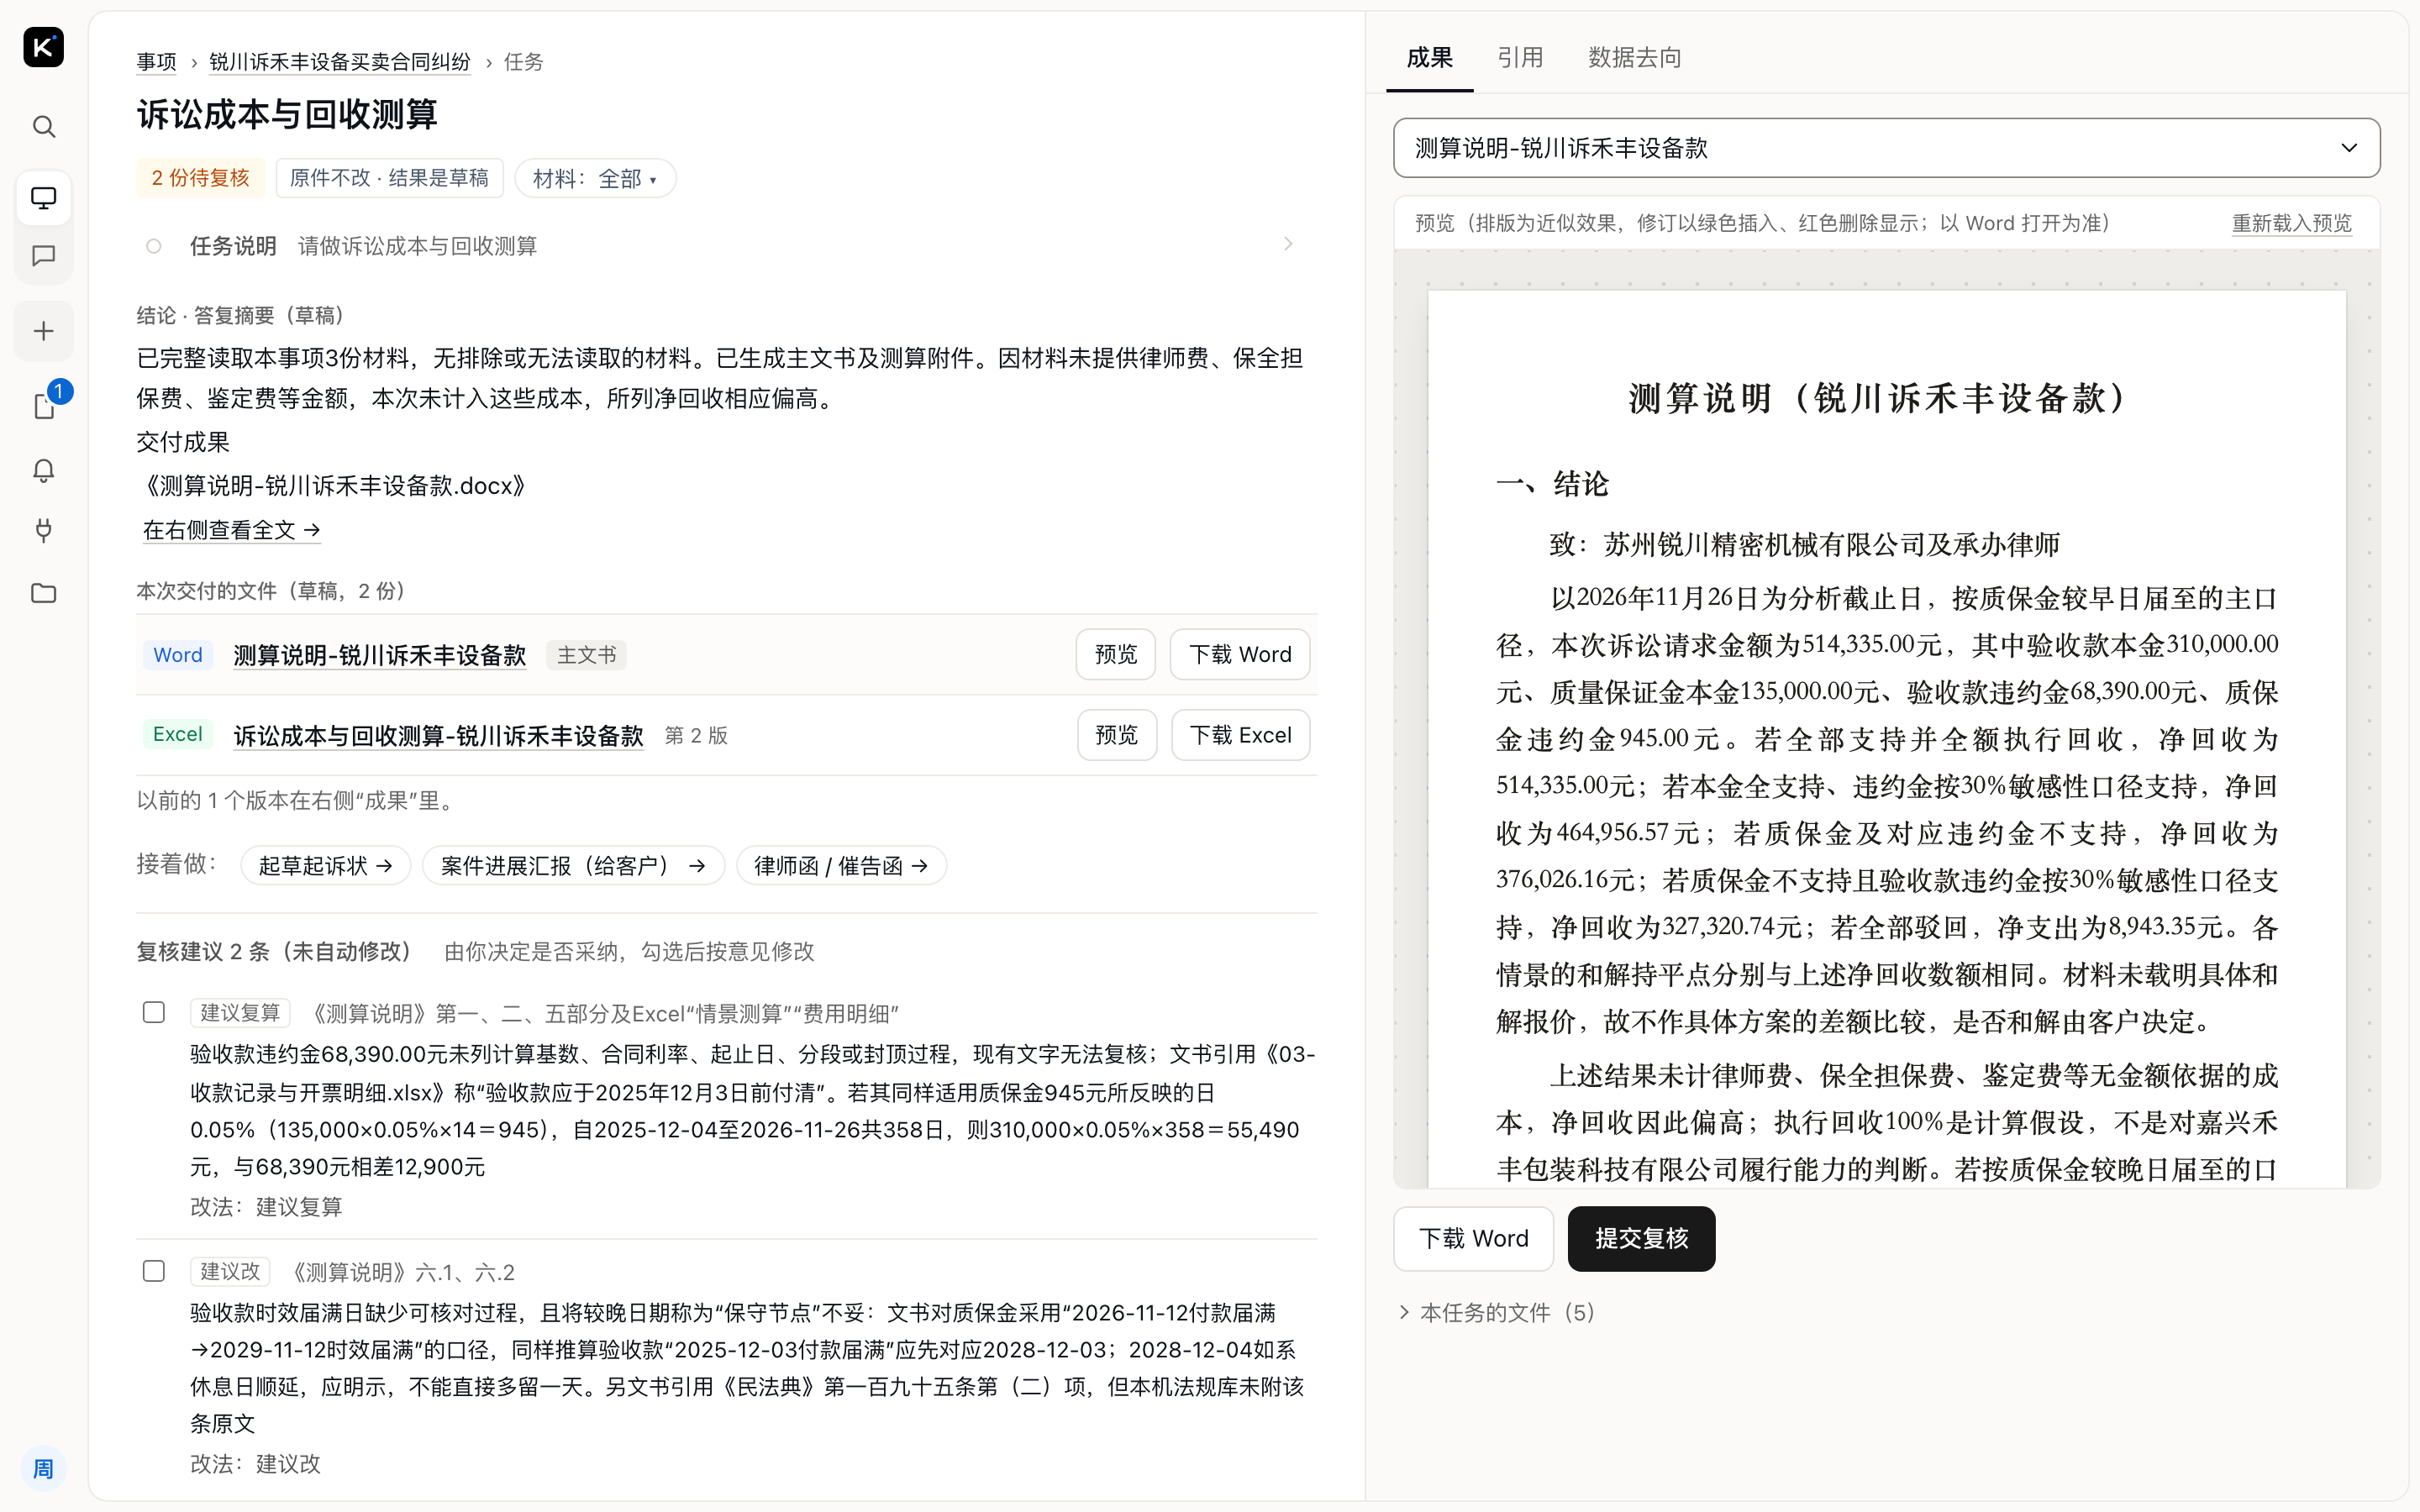 K
事项 › 锐川诉禾丰设备买卖合同纠纷 › 任务
诉讼成本与回收测算
2 份待复核 原件不改 · 结果是草稿 材料：全部 ▾
任务说明 请做诉讼成本与回收测算
结论 · 答复摘要（草稿）
已完整读取本事项3份材料，无排除或无法读取的材料。已生成主文书及测算附件。因材料未提供律师费、保全担
保费、鉴定费等金额，本次未计入这些成本，所列净回收相应偏高。
交付成果
《测算说明-锐川诉禾丰设备款.docx》
在右侧查看全文 →
本次交付的文件（草稿，2 份）
Word 测算说明-锐川诉禾丰设备款 主文书 预览 下载 Word
Excel 诉讼成本与回收测算-锐川诉禾丰设备款 第 2 版 预览 下载 Excel
以前的 1 个版本在右侧“成果”里。
接着做： 起草起诉状 → 案件进展汇报（给客户） → 律师函 / 催告函 →
复核建议 2 条（未自动修改） 由你决定是否采纳，勾选后按意见修改
建议复算 《测算说明》第一、二、五部分及Excel“情景测算”“费用明细”
验收款违约金68,390.00元未列计算基数、合同利率、起止日、分段或封顶过程，现有文字无法复核；文书引用《03-
收款记录与开票明细.xlsx》称“验收款应于2025年12月3日前付清”。若其同样适用质保金945元所反映的日
0.05%（135,000×0.05%×14＝945），自2025-12-04至2026-11-26共358日，则310,000×0.05%×358＝55,490
元，与68,390元相差12,900元
改法：建议复算
建议改 《测算说明》六.1、六.2
验收款时效届满日缺少可核对过程，且将较晚日期称为“保守节点”不妥：文书对质保金采用“2026-11-12付款届满
→2029-11-12时效届满”的口径，同样推算验收款“2025-12-03付款届满”应先对应2028-12-03；2028-12-04如系
休息日顺延，应明示，不能直接多留一天。另文书引用《民法典》第一百九十五条第（二）项，但本机法规库未附该
条原文
改法：建议改
1
周
成果 引用 数据去向
测算说明-锐川诉禾丰设备款
预览（排版为近似效果，修订以绿色插入、红色删除显示；以 Word 打开为准） 重新载入预览
测算说明（锐川诉禾丰设备款）
一、结论
致：苏州锐川精密机械有限公司及承办律师
以2026年11月26日为分析截止日，按质保金较早日届至的主口
径，本次诉讼请求金额为514,335.00元，其中验收款本金310,000.00
元、质量保证金本金135,000.00元、验收款违约金68,390.00元、质保
金违约金945.00元。若全部支持并全额执行回收，净回收为
514,335.00元；若本金全支持、违约金按30%敏感性口径支持，净回
收为464,956.57元；若质保金及对应违约金不支持，净回收为
376,026.16元；若质保金不支持且验收款违约金按30%敏感性口径支
持，净回收为327,320.74元；若全部驳回，净支出为8,943.35元。各
情景的和解持平点分别与上述净回收数额相同。材料未载明具体和
解报价，故不作具体方案的差额比较，是否和解由客户决定。
上述结果未计律师费、保全担保费、鉴定费等无金额依据的成
本，净回收因此偏高；执行回收100%是计算假设，不是对嘉兴禾
丰包装科技有限公司履行能力的判断。若按质保金较晚日届至的口
下载 Word 提交复核
本任务的文件（5）